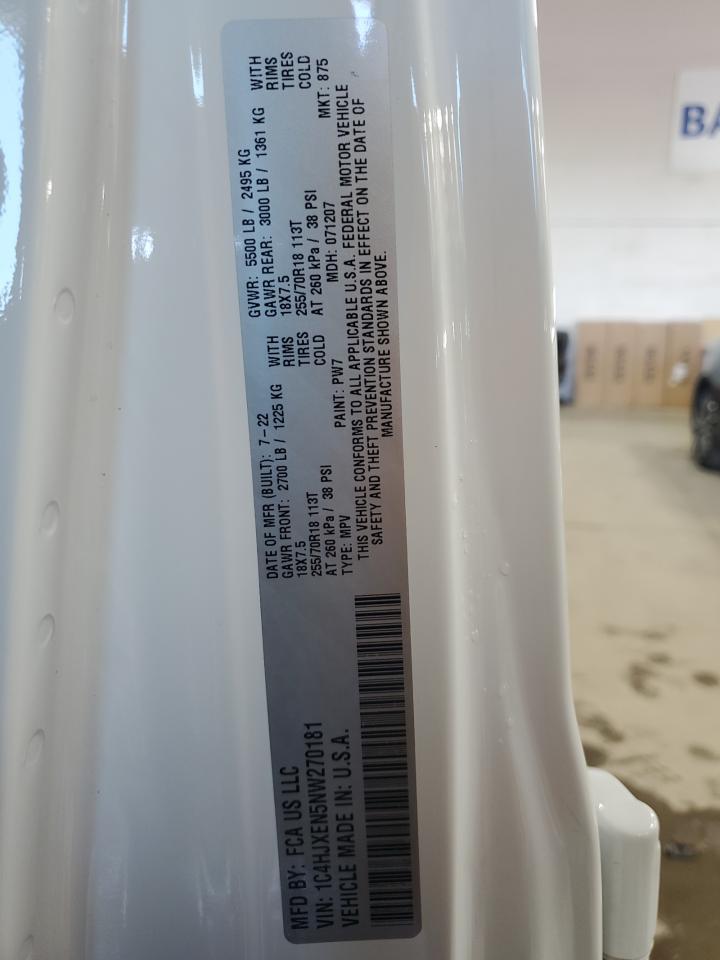 MFD BY: FCA US LLC
VIN: 1C4HJXEN5NW270181
VEHICLE MADE IN: U.S.A.
DATE OF MFR (BUILT): 7-22 GVWR: 5500 LB / 2495 KG
GAWR FRONT: 2700 LB / 1225 KG WITH GAWR REAR: 3000 LB / 1361 KG WITH
18X7.5 RIMS 18X7.5 RIMS
255/70R18 113T TIRES 255/70R18 113T TIRES
AT 260 kPa / 38 PSI COLD AT 260 kPa / 38 PSI COLD
TYPE: MPV PAINT: PW7 MDH: 071207 MKT: 875
THIS VEHICLE CONFORMS TO ALL APPLICABLE U.S.A. FEDERAL MOTOR VEHICLE
SAFETY AND THEFT PREVENTION STANDARDS IN EFFECT ON THE DATE OF
MANUFACTURE SHOWN ABOVE.
BA